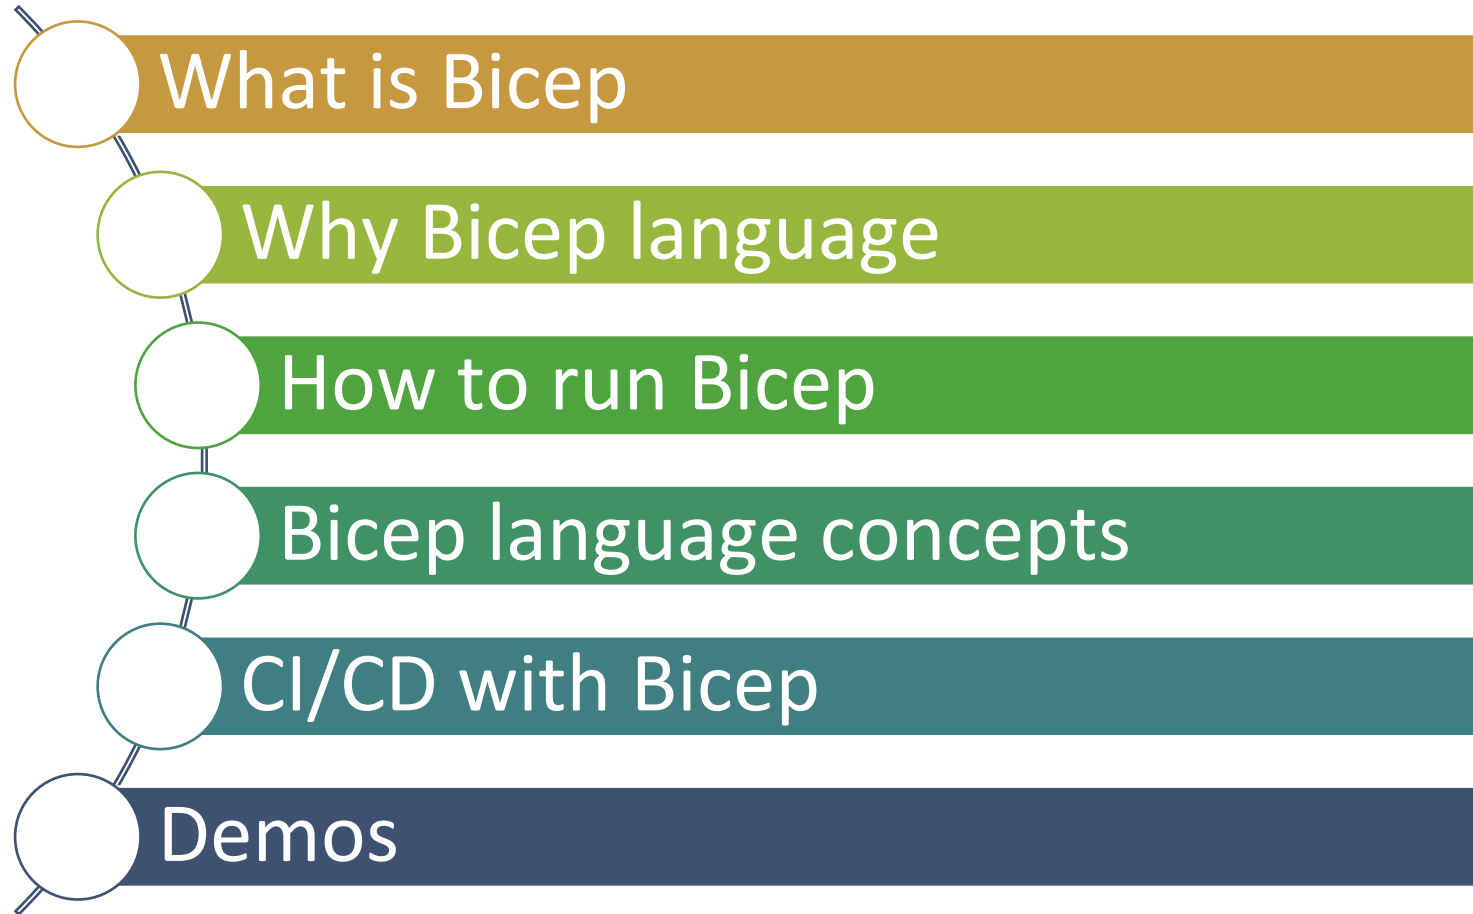 What is Bicep
Why Bicep language
How to run Bicep
Bicep language concepts
CI/CD with Bicep
Demos